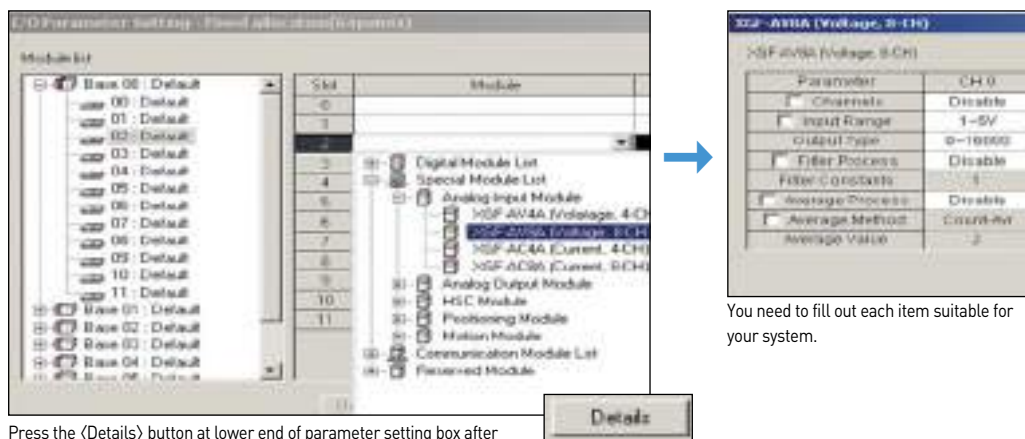 I/O Parameter Setting - Fixed allocation
Module list
Base 00 : Default
00 : Default
01 : Default
02 : Default
03 : Default
04 : Default
05 : Default
06 : Default
07 : Default
08 : Default
09 : Default
10 : Default
11 : Default
Base 01 : Default
Base 02 : Default
Base 03 : Default
Base 04 : Default
Base 05 : Default
Slot Module
0
1
2
3
4
5
6
7
8
9
10
11
Digital Module List
Special Module List
Analog Input Module
XGF-AV4A (Volatage, 4-CH
XGF-AV8A (Voltage, 8-CH
XGF-AC4A (Current, 4-CH)
XGF-AC8A (Current, 8-CH)
Analog Output Module
HSC Module
Positioning Module
Motion Module
Communication Module List
Reserved Module
Details
Press the 〈Details〉 button at lower end of parameter setting box after
XGF-AV8A (Voltage, 8-CH)
XGF-AV8A (Voltage, 8-CH)
Parameter CH 0
Channels Disable
Input Range 1~5V
Output Type 0~16000
Filter Process Disable
Filter Constants 1
Average Process Disable
Average Method Count-Avr
Average Value 2
You need to fill out each item suitable for
your system.